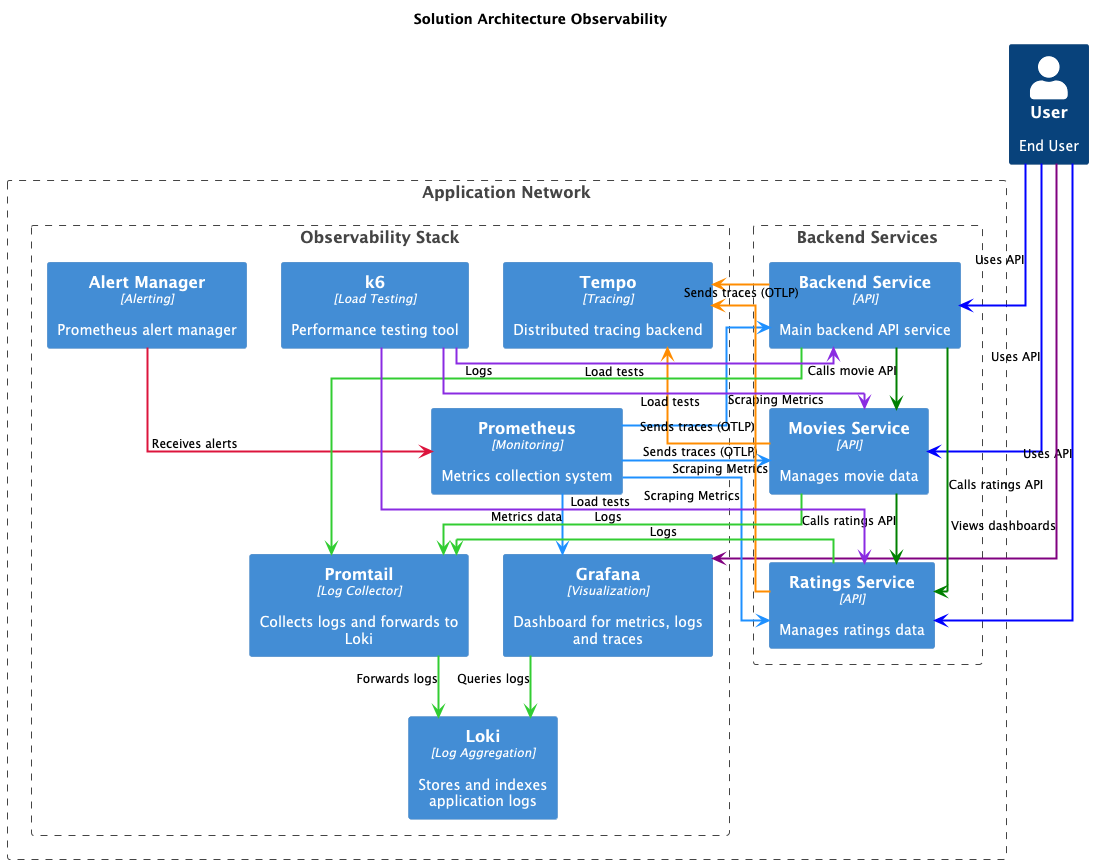 Solution Architecture Observability
User
End User
Application Network
Observability Stack
Backend Services
Alert Manager
[Alerting]
Prometheus alert manager
k6
[Load Testing]
Performance testing tool
Tempo
[Tracing]
Distributed tracing backend
Backend Service
[API]
Main backend API service
Uses API
Sends traces (OTLP)
Uses API
Logs
Load tests
Calls movie API
Load tests
Scraping Metrics
Prometheus
[Monitoring]
Metrics collection system
Movies Service
[API]
Manages movie data
Receives alerts
Sends traces (OTLP)
Sends traces (OTLP)
Uses API
Scraping Metrics
Calls ratings API
Scraping Metrics
Load tests
Metrics data
Logs
Calls ratings API
Views dashboards
Logs
Promtail
[Log Collector]
Collects logs and forwards to
Loki
Grafana
[Visualization]
Dashboard for metrics, logs
and traces
Ratings Service
[API]
Manages ratings data
Forwards logs
Queries logs
Loki
[Log Aggregation]
Stores and indexes
application logs